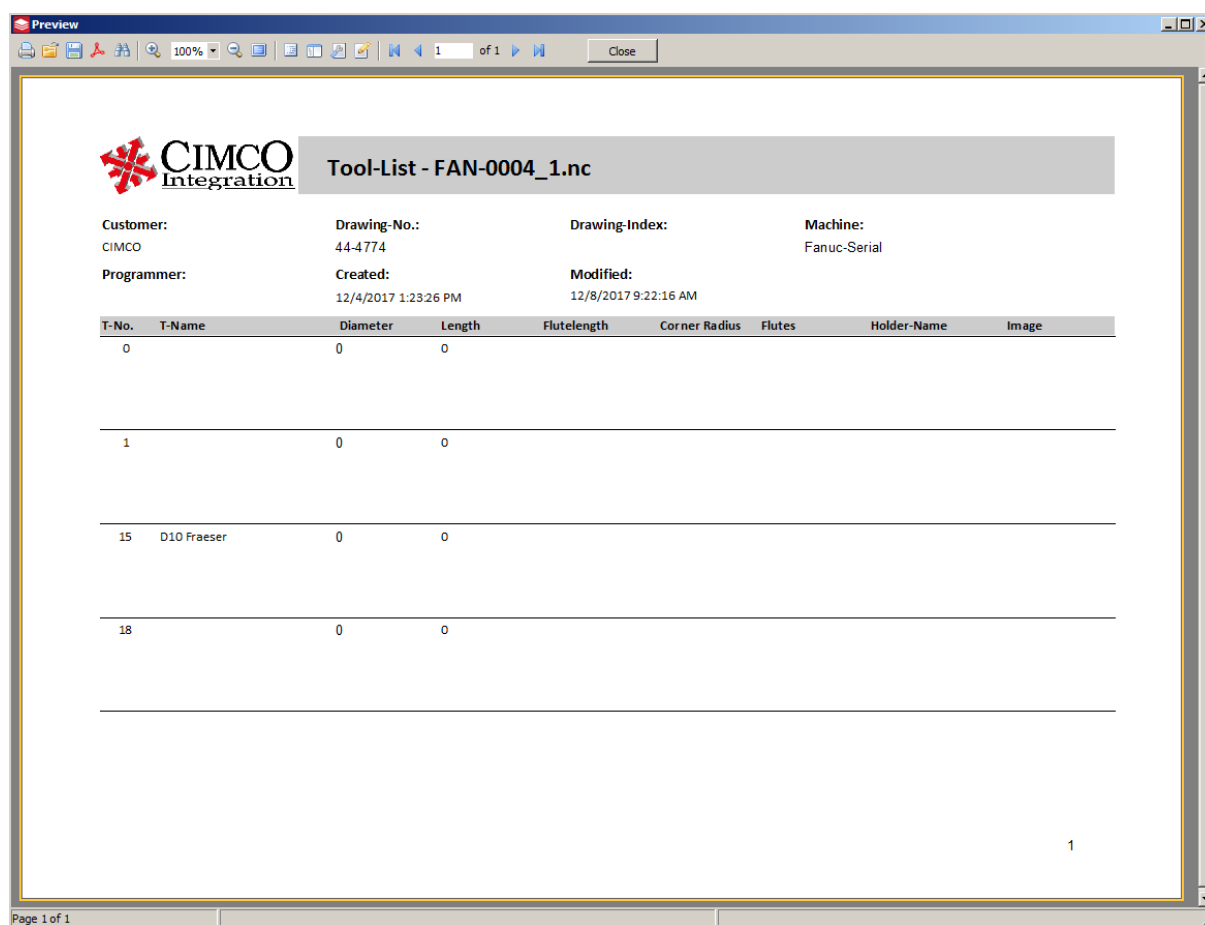 Preview
100% 1 of 1 Close
CIMCO
Integration
Tool-List - FAN-0004_1.nc
Customer: Drawing-No.: Drawing-Index: Machine:
CIMCO 44-4774 Fanuc-Serial
Programmer: Created: Modified:
12/4/2017 1:23:26 PM 12/8/2017 9:22:16 AM
T-No. T-Name Diameter Length Flutelength Corner Radius Flutes Holder-Name Image
0 0 0
1 0 0
15 D10 Fraeser 0 0
18 0 0
1
Page 1 of 1